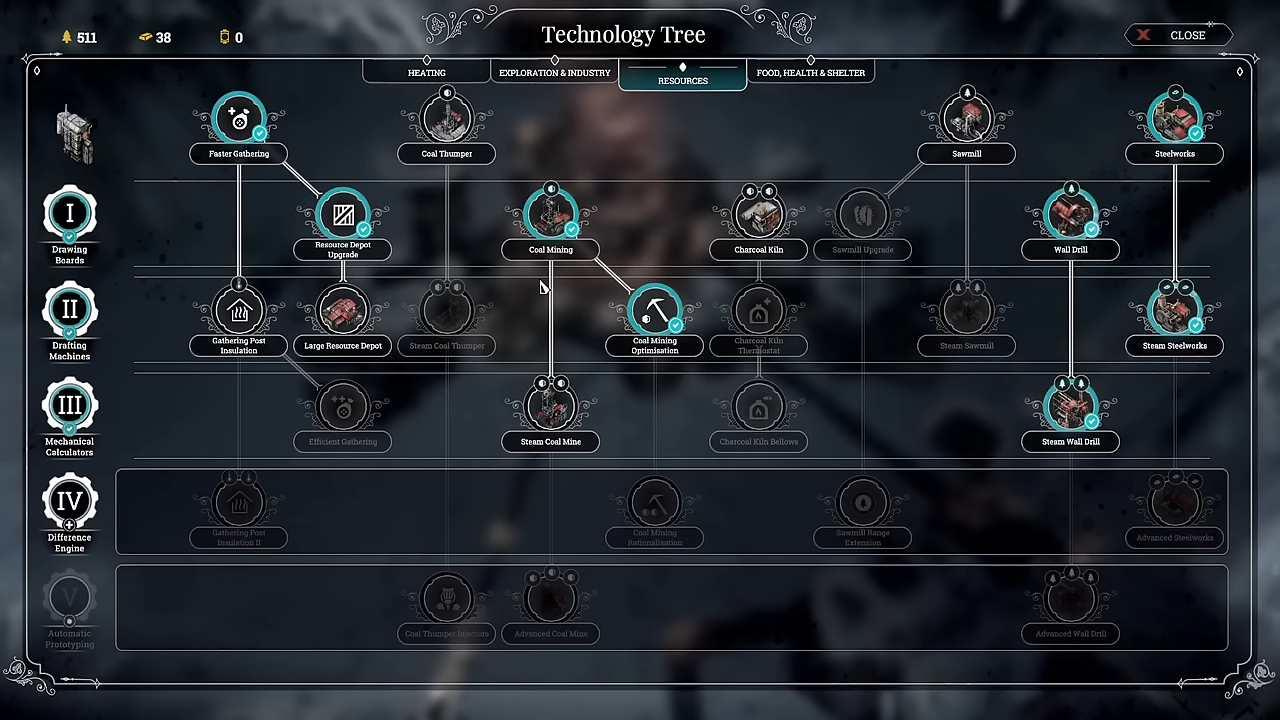 511
38
0
Technology Tree
CLOSE
HEATING
EXPLORATION & INDUSTRY
RESOURCES
FOOD, HEALTH & SHELTER
Faster Gathering
Coal Thumper
Sawmill
Steelworks
I
Drawing
Boards
Resource Depot
Upgrade
Coal Mining
Charcoal Kiln
Sawmill Upgrade
Wall Drill
II
Drafting
Machines
Gathering Post
Insulation
Large Resource Depot
Steam Coal Thumper
Coal Mining
Optimisation
Charcoal Kiln
Thermostat
Steam Sawmill
Steam Steelworks
III
Mechanical
Calculators
Efficient Gathering
Steam Coal Mine
Charcoal Kiln Bellows
Steam Wall Drill
IV
Difference
Engine
Gathering Post
Insulation II
Coal Mining
Rationalisation
Sawmill Range
Extension
Advanced Steelworks
V
Automatic
Prototyping
Coal Thumper Injectors
Advanced Coal Mine
Advanced Wall Drill